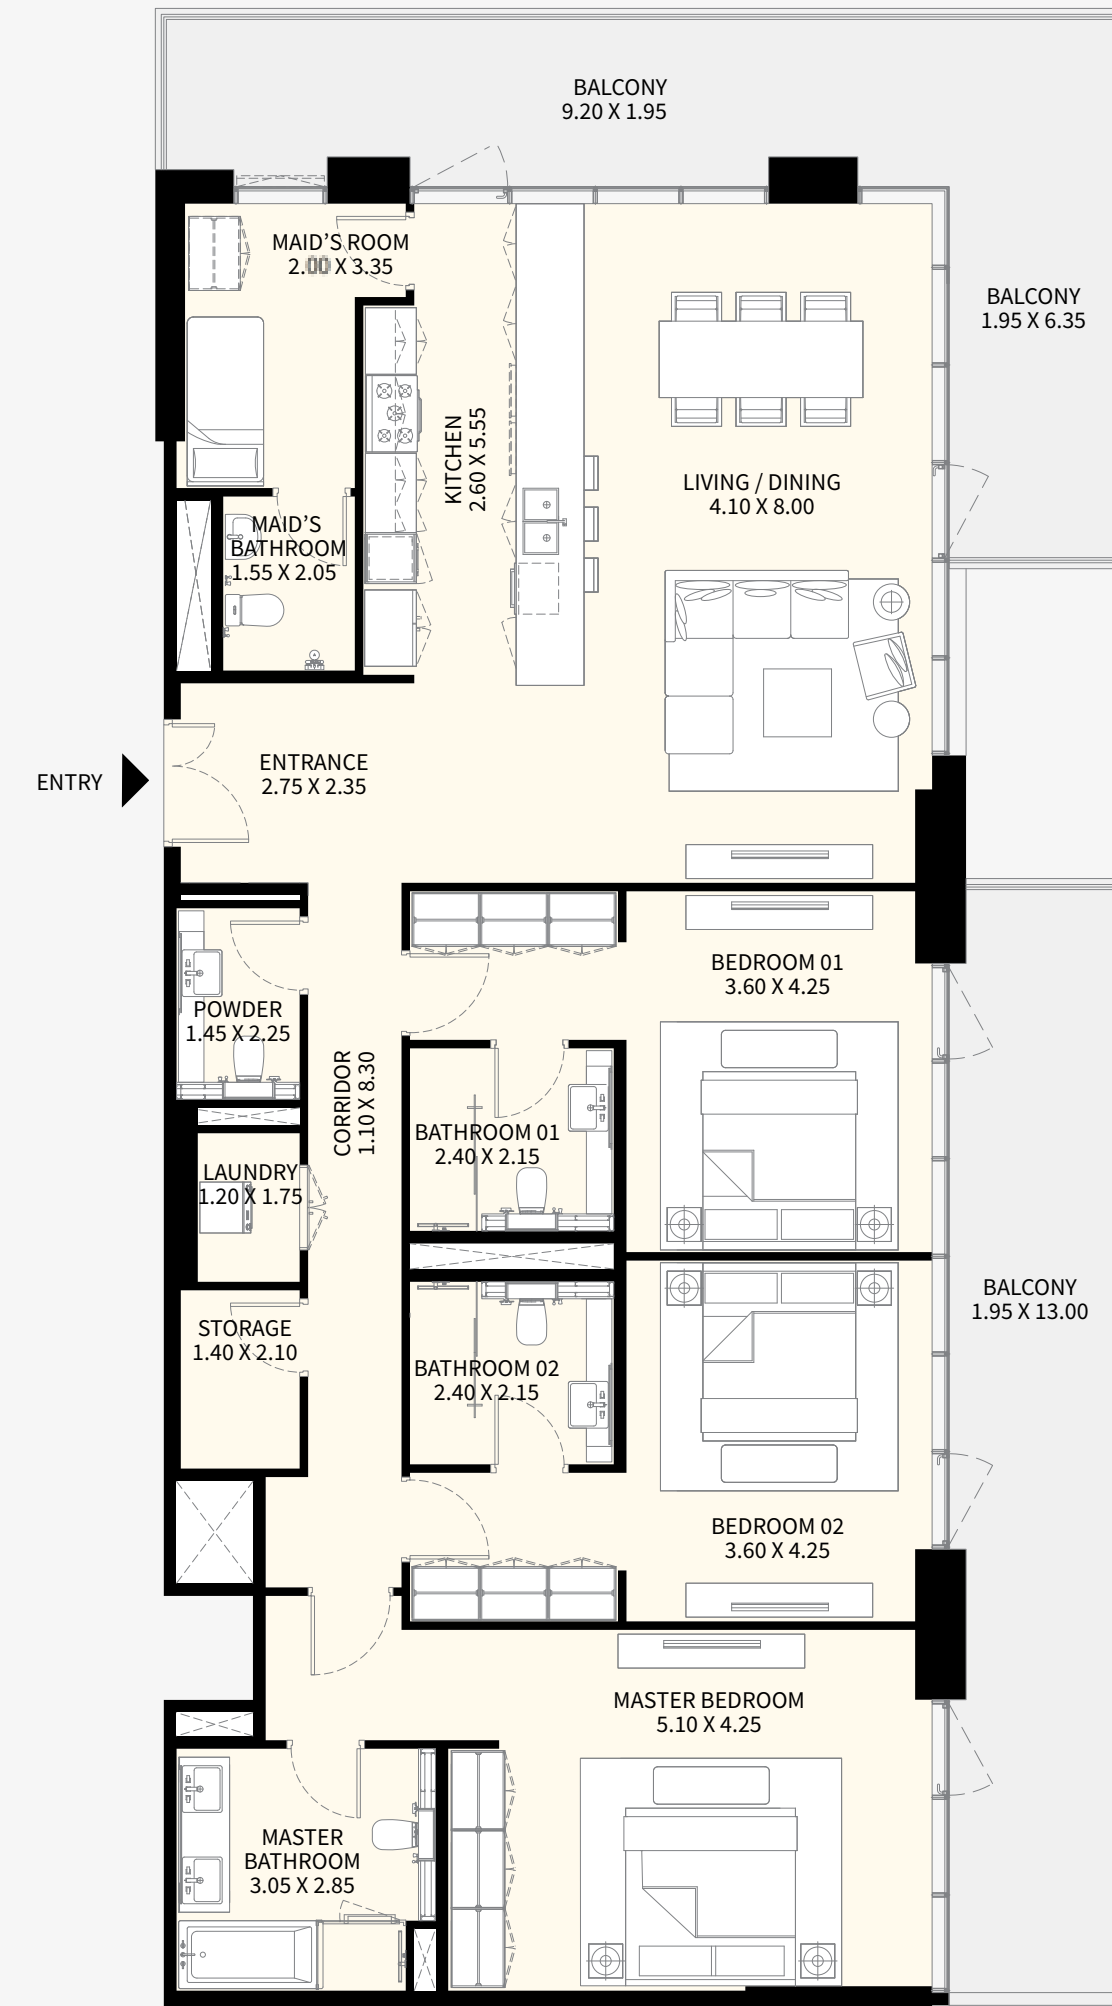 BALCONY
9.20 X 1.95
MAID’S ROOM
X 3.35
BALCONY
1.95 X 6.35
KITCHEN
2.60 X 5.55
LIVING / DINING
4.10 X 8.00
MAID’S
BATHROOM
1.55 X 2.05
ENTRANCE
2.75 X 2.35
ENTRY
BEDROOM 01
3.60 X 4.25
POWDER
1.45 X 2.25
CORRIDOR
1.10 X 8.30
BATHROOM 01
2.40 X 2.15
LAUNDRY
1.20 X 1.75
BALCONY
1.95 X 13.00
STORAGE
1.40 X 2.10
BATHROOM 02
2.40 X 2.15
BEDROOM 02
3.60 X 4.25
MASTER BEDROOM
5.10 X 4.25
MASTER
BATHROOM
3.05 X 2.85